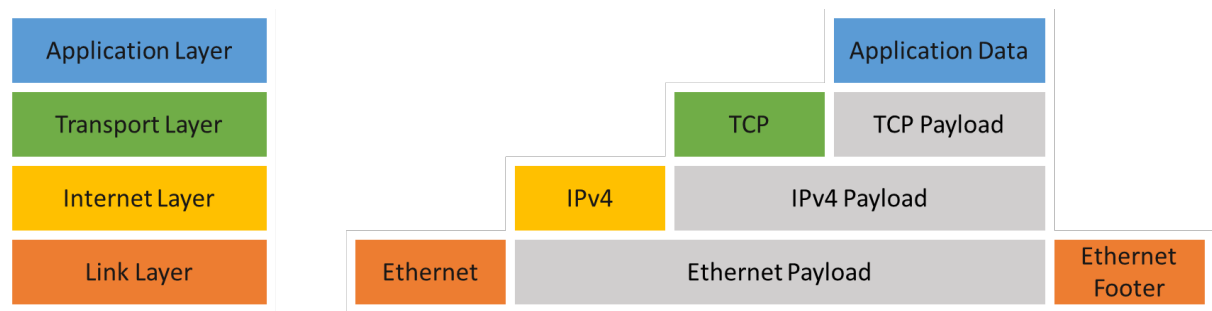 Application Layer
Application Data
Transport Layer
TCP
TCP Payload
Internet Layer
IPv4
IPv4 Payload
Link Layer
Ethernet
Ethernet Payload
Ethernet
Footer